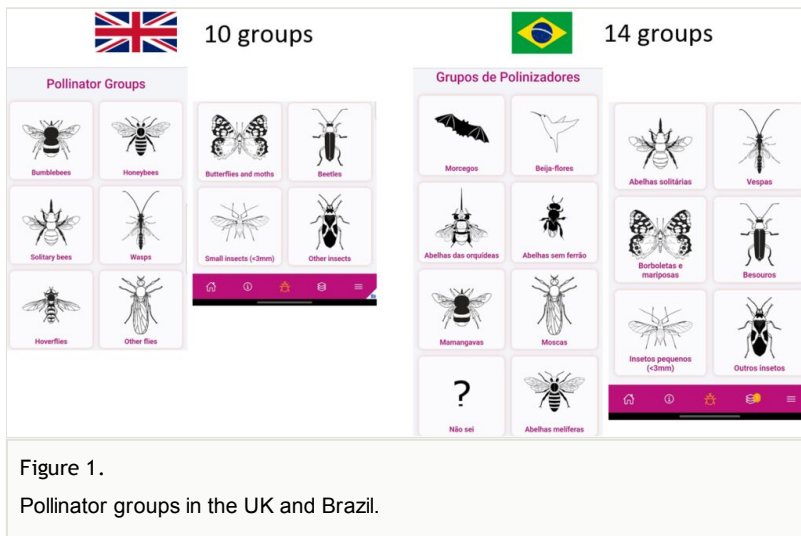 10 groups
14 groups
Pollinator Groups
Bumblebees
Honeybees
Solitary bees
Wasps
Hoverflies
Other flies
Butterflies and moths
Beetles
Small insects (<3mm)
Other insects
Grupos de Polinizadores
Morcegos
Beija-flores
Abelhas das orquídeas
Abelhas sem ferrão
Mamangavas
Moscas
?
Não sei
Abelhas melíferas
Abelhas solitárias
Vespas
Borboletas e
mariposas
Besouros
Insetos pequenos
(<3mm)
Outros insetos
Figure 1.
Pollinator groups in the UK and Brazil.